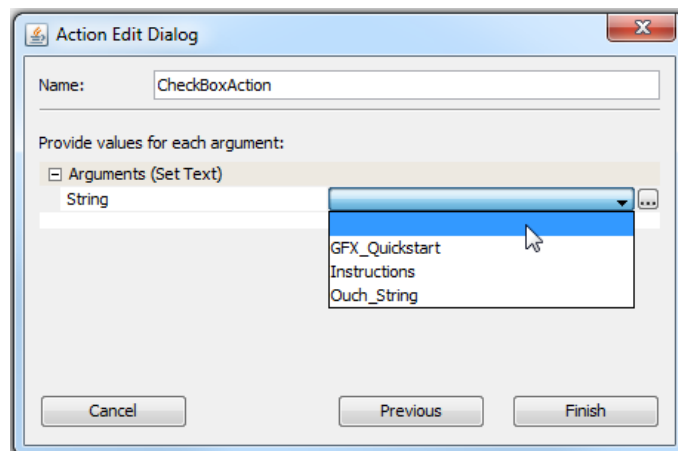 Action Edit Dialog
Name: CheckBoxAction
Provide values for each argument:
Arguments (Set Text)
String ...
GFX_Quickstart
Instructions
Ouch_String
Cancel Previous Finish